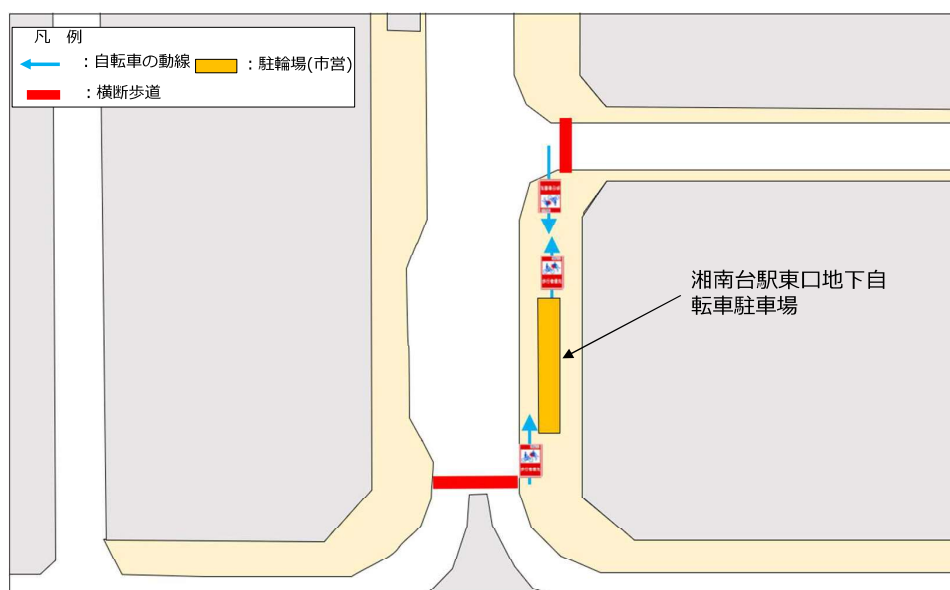 凡 例
：自転車の動線
：駐輪場(市営)
：横断歩道
湘南台駅東口地下自
転車駐車場